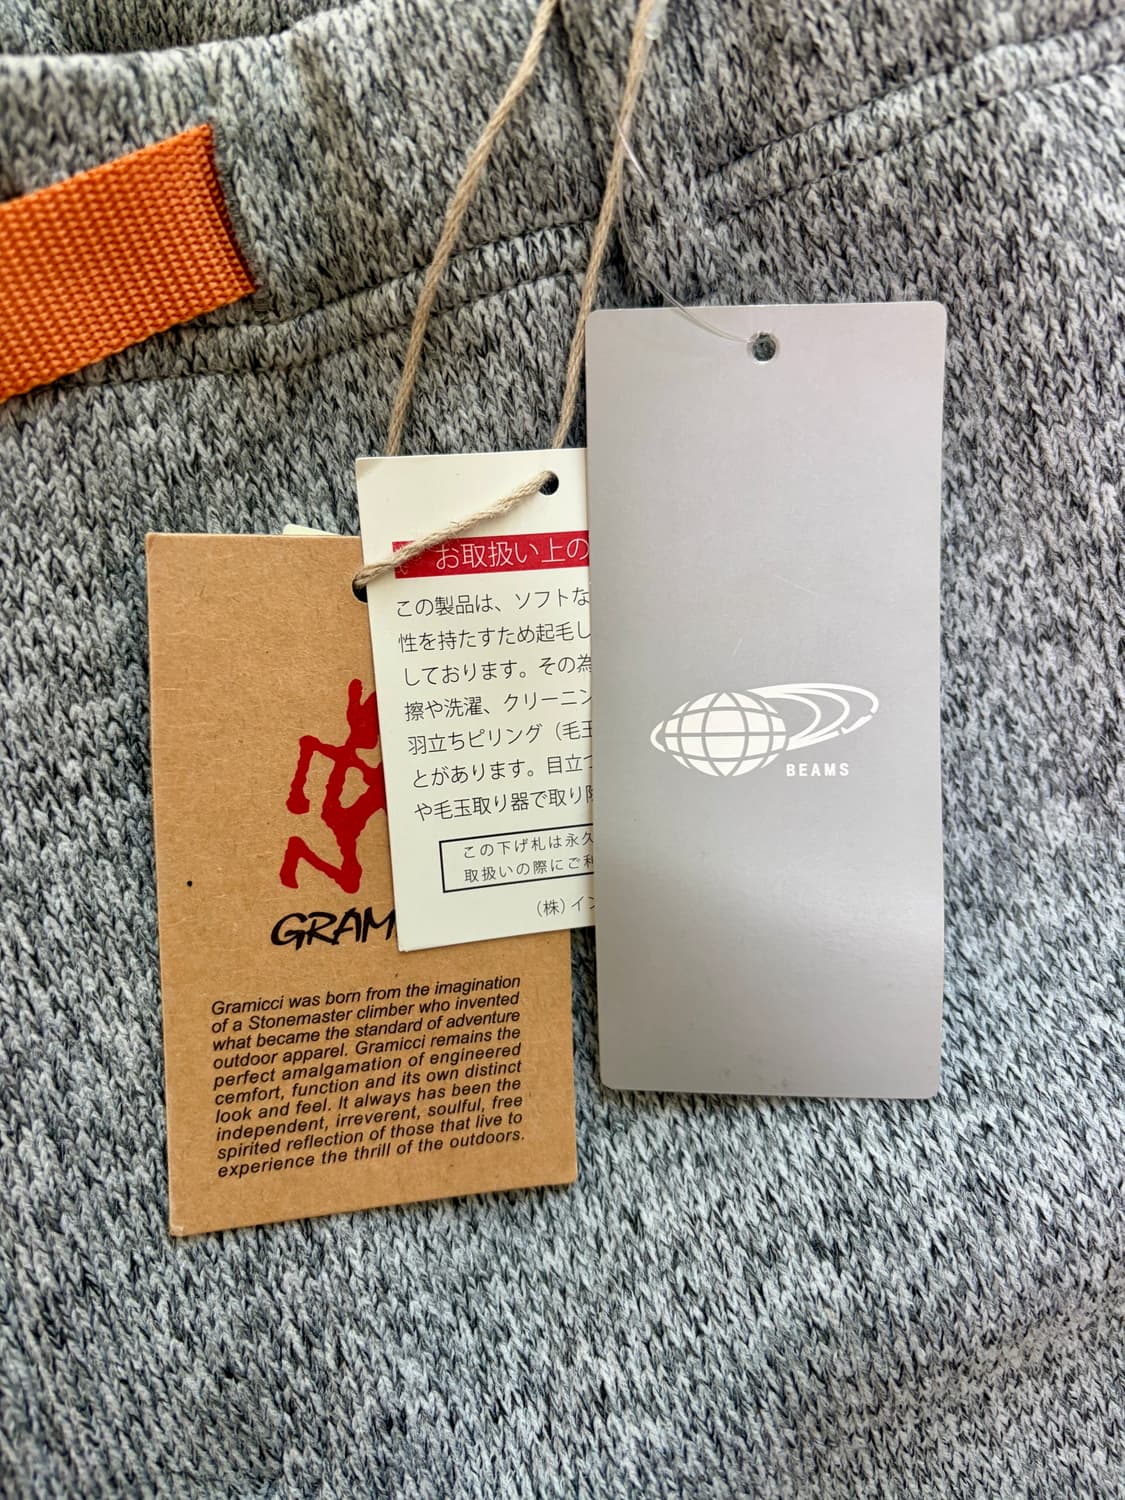 お取扱い上の
この製品は、ソフトな
性を持たすため起毛し
しております。その為
擦や洗濯、クリーニン
羽立ちピリング（毛玉
とがあります。目立つ
や毛玉取り器で取り除
この下げ札は永久
取扱いの際にご利
（株）イン
GRAM
Gramicci was born from the imagination
of a Stonemaster climber who invented
what became the standard of adventure
outdoor apparel. Gramicci remains the
perfect amalgamation of engineered
cemfort, function and its own distinct
look and feel. It always has been the
independent, irreverent, soulful, free
spirited reflection of those that live to
experience the thrill of the outdoors.
BEAMS